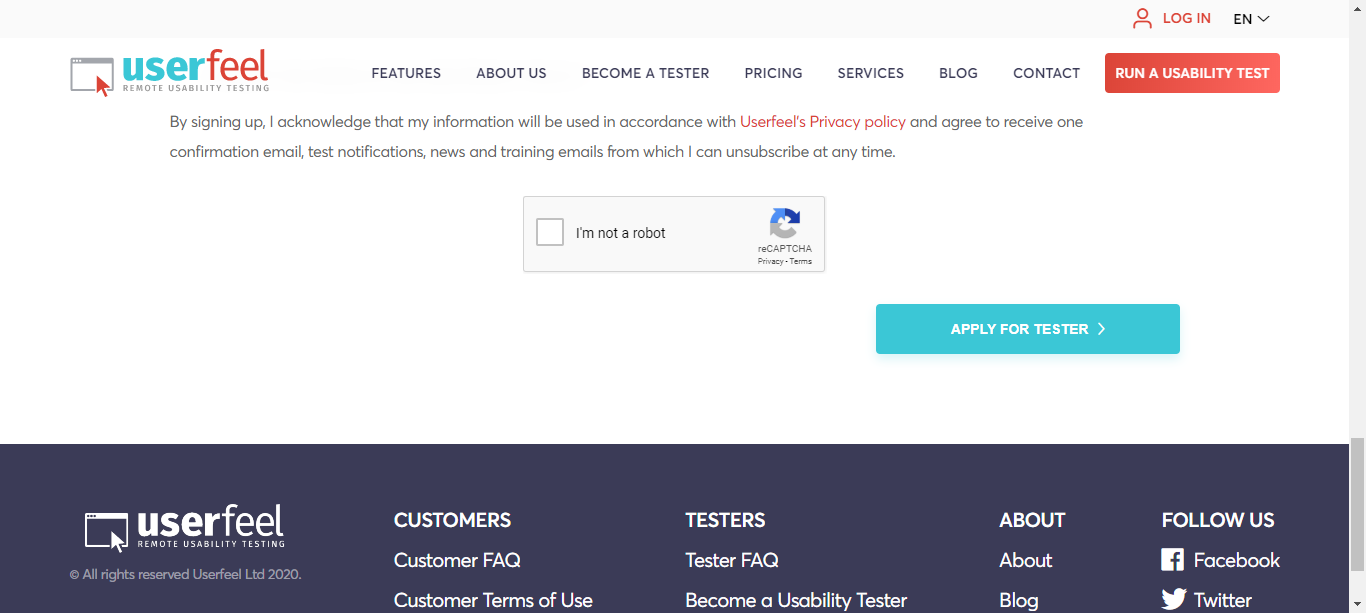 LOG IN EN
userfeel
REMOTE USABILITY TESTING
FEATURES ABOUT US BECOME A TESTER PRICING SERVICES BLOG CONTACT RUN A USABILITY TEST
By signing up, I acknowledge that my information will be used in accordance with Userfeel's Privacy policy and agree to receive one
confirmation email, test notifications, news and training emails from which I can unsubscribe at any time.
I'm not a robot
reCAPTCHA
Privacy - Terms
APPLY FOR TESTER
userfeel
REMOTE USABILITY TESTING
© All rights reserved Userfeel Ltd 2020.
CUSTOMERS
Customer FAQ
Customer Terms of Use
TESTERS
Tester FAQ
Become a Usability Tester
ABOUT
About
Blog
FOLLOW US
Facebook
Twitter